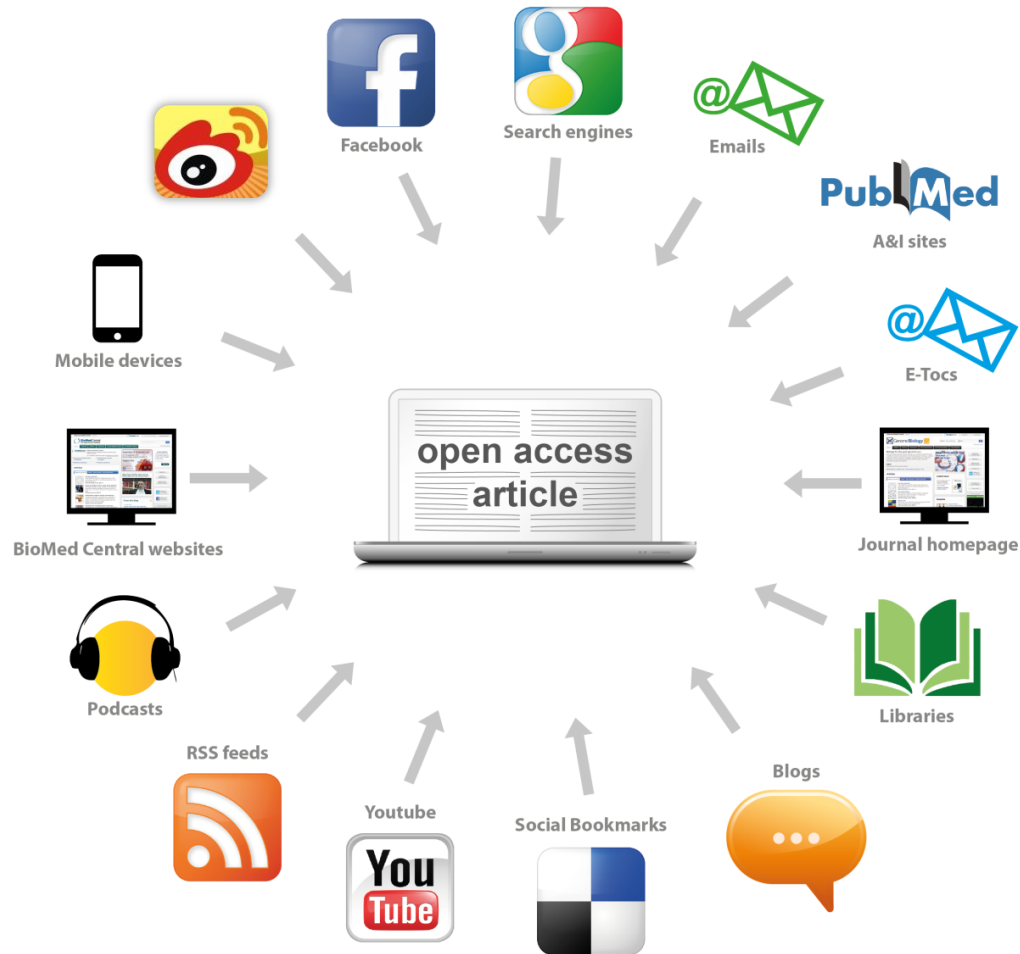 Facebook
Search engines
@
Emails
PubMed
A&I sites
Mobile devices
@
E-Tocs
open access
article
BioMed Central websites
Journal homepage
Podcasts
Libraries
RSS feeds
Blogs
Youtube
Social Bookmarks
You
Tube